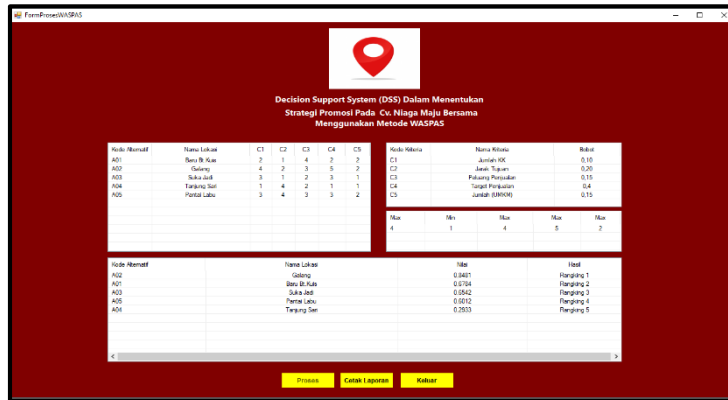 FormProsesWASPAS
Decision Support System (DSS) Dalam Menentukan
Strategi Promosi Pada Cv. Niaga Maju Bersama
Menggunakan Metode WASPAS
Kode Alternatif Nama Lokasi C1 C2 C3 C4 C5
A01 Baru Bt.Kuis 2 1 4 2 2
A02 Galang 4 2 3 5 2
A03 Suka Jadi 3 1 2 3 1
A04 Tanjung Sari 1 4 2 1 1
A05 Pantai Labu 3 4 3 3 2
Kode Kriteria Nama Kriteria Bobot
C1 Jumlah KK 0,10
C2 Jarak Tujuan 0,20
C3 Peluang Penjualan 0,15
C4 Target Penjualan 0,4
C5 Jumlah (UMKM) 0,15
Max Min Max Max Max
4 1 4 5 2
Kode Alternatif Nama Lokasi Nilai Hasil
A02 Galang 0.8481 Rangking 1
A01 Baru Bt.Kuis 0.6764 Rangking 2
A03 Suka Jadi 0.6542 Rangking 3
A05 Pantai Labu 0.6012 Rangking 4
A04 Tanjung Sari 0.2833 Rangking 5
Proses Cetak Laporan Keluar